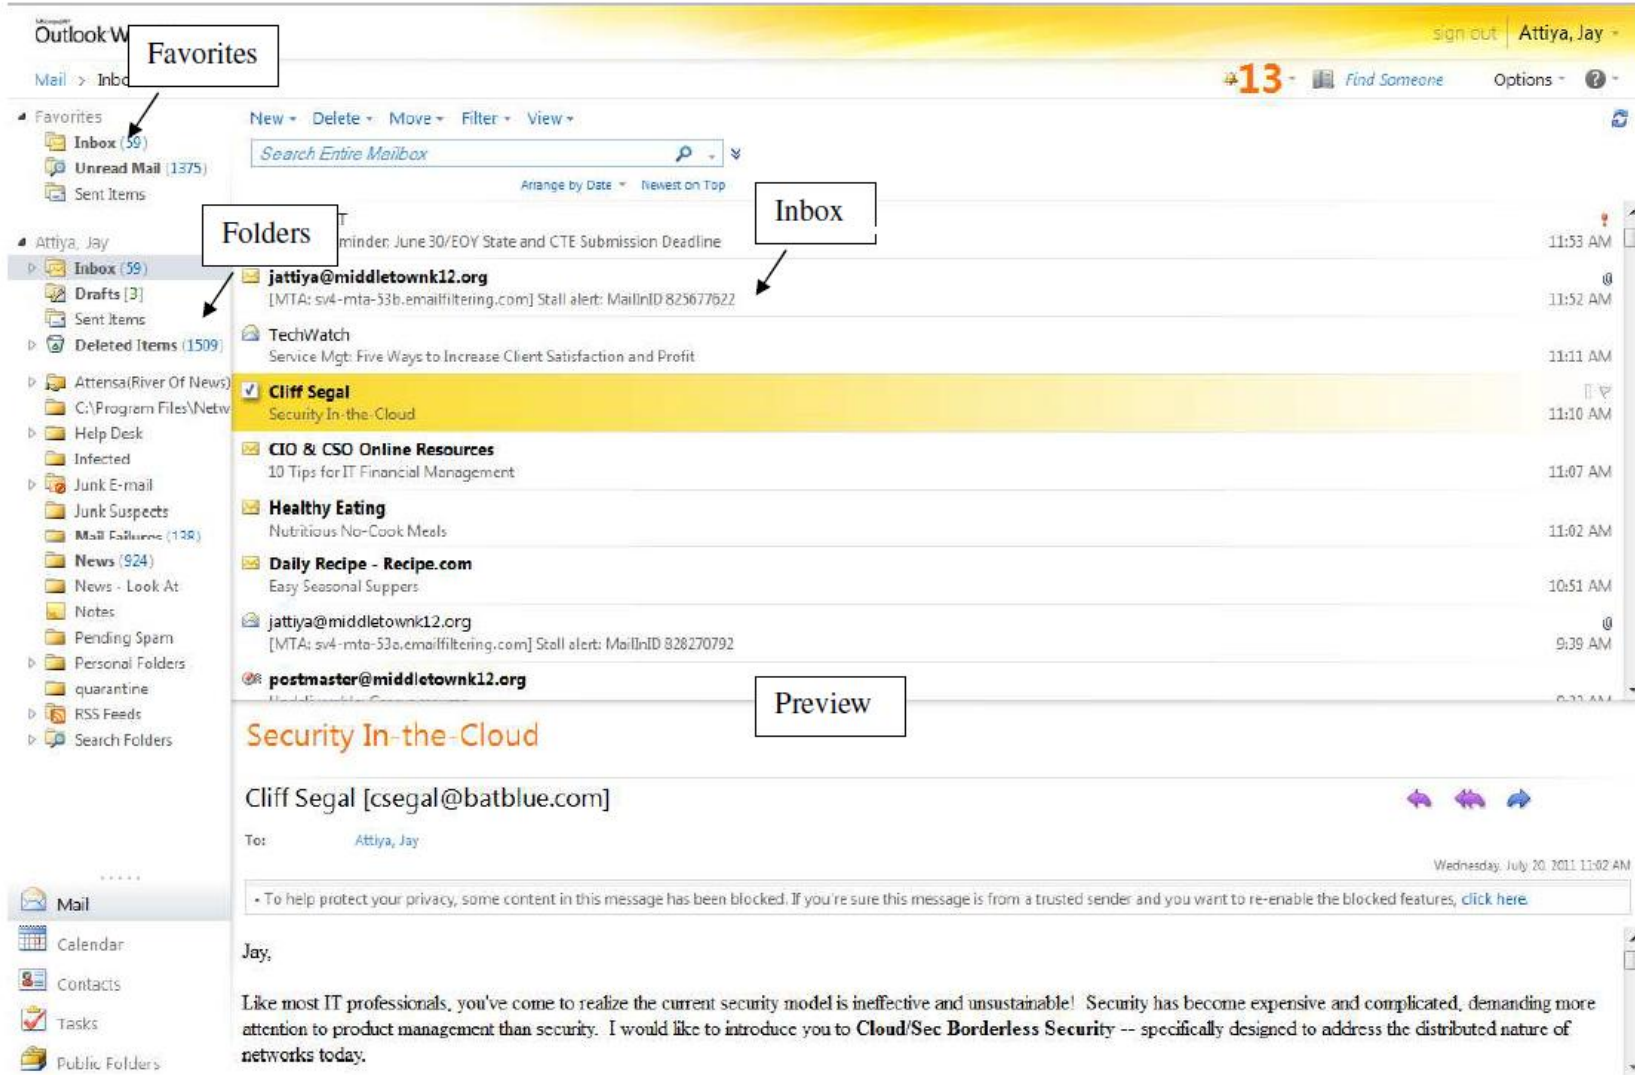 Microsoft
Outlook W
Favorites
sign out
Attiya, Jay
Mail > Inbo
13
Find Someone
Options
Favorites
Inbox (59)
Unread Mail (1375)
Sent Items
New Delete Move Filter View
Search Entire Mailbox
Arrange by Date Newest on Top
Folders
Inbox
Attiya, Jay
Inbox (59)
Drafts [3]
Sent Items
Deleted Items (1509)
Attensa(River Of News)
C:\Program Files\Netw
Help Desk
Infected
Junk E-mail
Junk Suspects
Mail Failures (138)
News (924)
News - Look At
Notes
Pending Spam
Personal Folders
quarantine
RSS Feeds
Search Folders
Mail
Calendar
Contacts
Tasks
Public Folders
T
minder: June 30/EOY State and CTE Submission Deadline
11:53 AM
jattiya@middletownk12.org
[MTA: sv4-mta-53b.emailfiltering.com] Stall alert: MailInID 825677622
11:52 AM
TechWatch
Service Mgt: Five Ways to Increase Client Satisfaction and Profit
11:11 AM
Cliff Segal
Security In-the-Cloud
11:10 AM
CIO & CSO Online Resources
10 Tips for IT Financial Management
11:07 AM
Healthy Eating
Nutritious No-Cook Meals
11:02 AM
Daily Recipe - Recipe.com
Easy Seasonal Suppers
10:51 AM
jattiya@middletownk12.org
[MTA: sv4-mta-53a.emailfiltering.com] Stall alert: MailInID 828270792
9:39 AM
postmaster@middletownk12.org
Preview
Security In-the-Cloud
Cliff Segal [csegal@batblue.com]
To: Attiya, Jay
Wednesday, July 20, 2011 11:02 AM
• To help protect your privacy, some content in this message has been blocked. If you're sure this message is from a trusted sender and you want to re-enable the blocked features, click here.
Jay,
Like most IT professionals, you've come to realize the current security model is ineffective and unsustainable! Security has become expensive and complicated, demanding more
attention to product management than security. I would like to introduce you to Cloud/Sec Borderless Security -- specifically designed to address the distributed nature of
networks today.